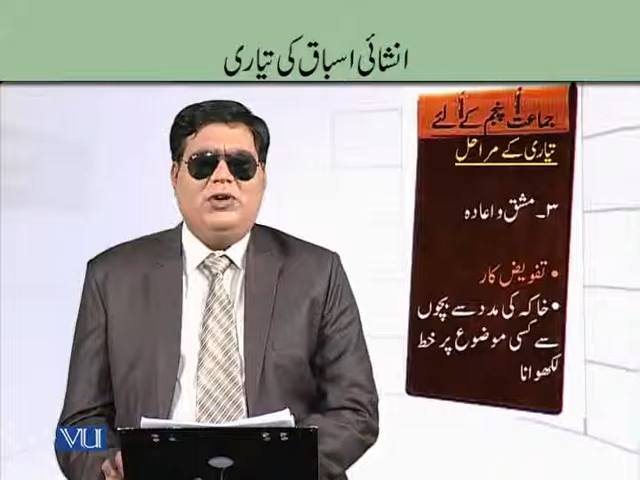 انشائی اسباق کی تیاری
جماعت پنجم کے لئے
تیاری کے مراحل
۳۔ مشق و اعادہ
• تفویض کار
• خاکہ کی مدد سے بچوں
سے کسی موضوع پر خط
لکھوانا
VU